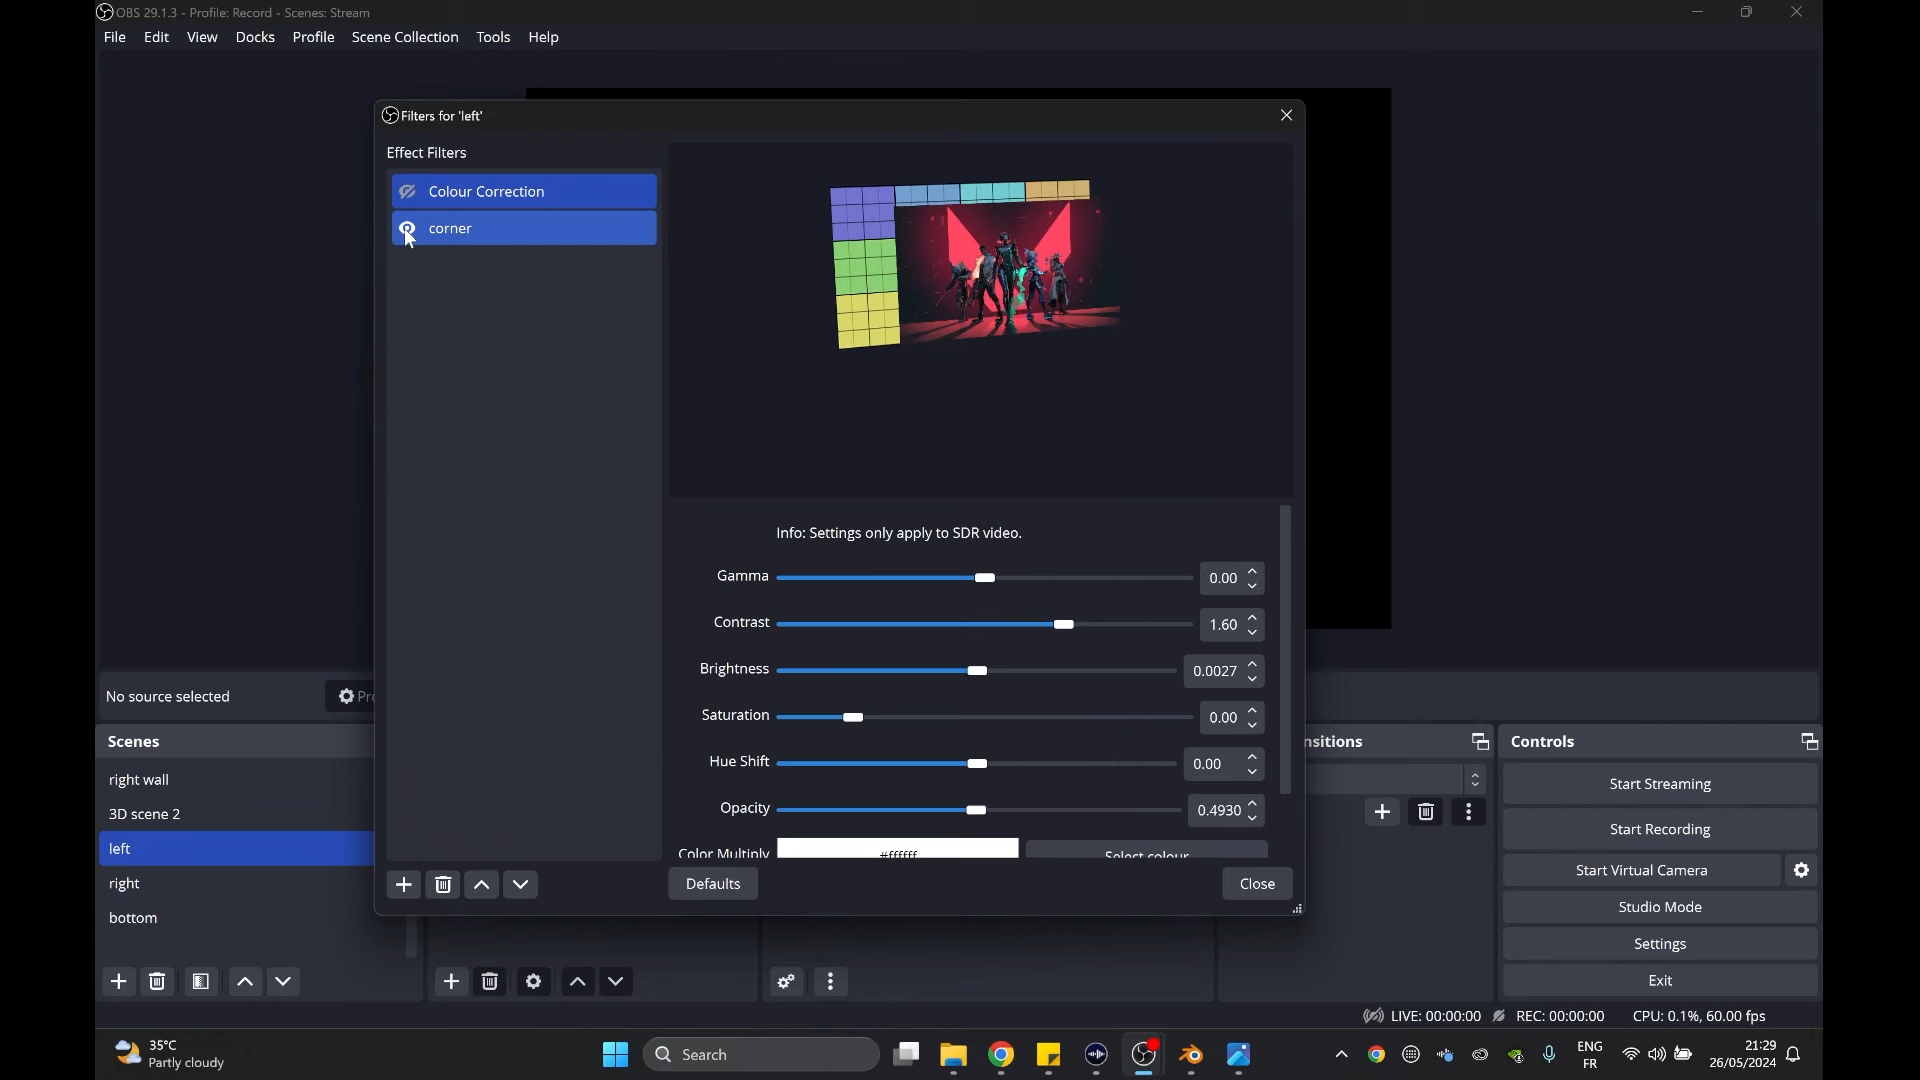 OBS 29.1.3 - Profile: Record - Scenes: Stream
File Edit View Docks Profile Scene Collection Tools Help
Filters for 'left'
Effect Filters
Colour Correction
corner
Info: Settings only apply to SDR video.
Gamma 0.00
Contrast 1.60
Brightness 0.0027
Saturation 0.00
Hue Shift 0.00
Opacity 0.4930
Color Multiply #ffffff Select colour
Defaults Close
No source selected
Scenes
right wall
3D scene 2
left
right
bottom
Controls
Start Streaming
Start Recording
Start Virtual Camera
Studio Mode
Settings
Exit
LIVE: 00:00:00 REC: 00:00:00 CPU: 0.1%, 60.00 fps
35°C
Partly cloudy
Search
ENG
FR
21:29
26/05/2024